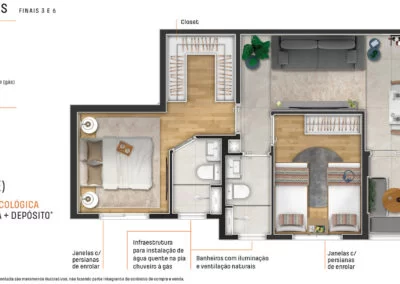 S FINAIS 3 E 6
Closet
(gás)
E)
COLÓGICA
A + DEPÓSITO*
Janelas c/
persianas
de enrolar
Infraestrutura
para instalação de
água quente na pia
chuveiro à gás
Banheiros com iluminação
e ventilação naturais
Janelas c/
persianas
de enrolar